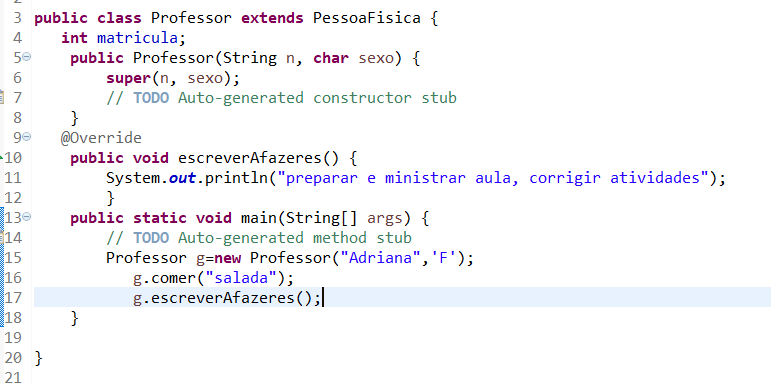 3 public class Professor extends PessoaFisica {
4 int matricula;
5 public Professor(String n, char sexo) {
6 super(n, sexo);
7 // TODO Auto-generated constructor stub
8 }
9 @Override
10 public void escreverAfazeres() {
11 System.out.println("preparar e ministrar aula, corrigir atividades");
12 }
13 public static void main(String[] args) {
14 // TODO Auto-generated method stub
15 Professor g=new Professor("Adriana",'F');
16 g.comer("salada");
17 g.escreverAfazeres();
18 }
19
20 }
21